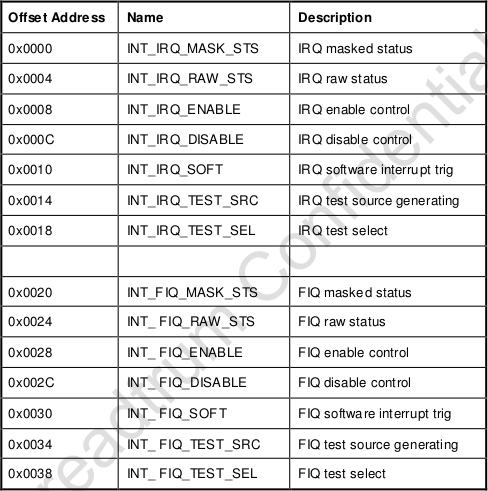 Offset Address Name Description
0x0000 INT_IRQ_MASK_STS IRQ masked status
0x0004 INT_IRQ_RAW_STS IRQ raw status
0x0008 INT_IRQ_ENABLE IRQ enable control
0x000C INT_IRQ_DISABLE IRQ disable control
0x0010 INT_IRQ_SOFT IRQ software interrupt trig
0x0014 INT_IRQ_TEST_SRC IRQ test source generating
0x0018 INT_IRQ_TEST_SEL IRQ test select
0x0020 INT_FIQ_MASK_STS FIQ masked status
0x0024 INT_ FIQ_RAW_STS FIQ raw status
0x0028 INT_ FIQ_ENABLE FIQ enable control
0x002C INT_ FIQ_DISABLE FIQ disable control
0x0030 INT_ FIQ_SOFT FIQ software interrupt trig
0x0034 INT_ FIQ_TEST_SRC FIQ test source generating
0x0038 INT_ FIQ_TEST_SEL FIQ test select
readtrum Confidential